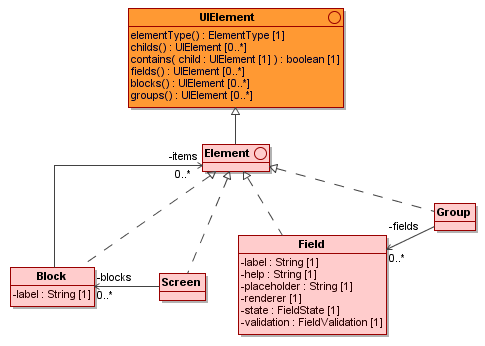 UIElement
elementType() : ElementType [1]
childs() : UIElement [0..*]
contains( child : UIElement [1] ) : boolean [1]
fields() : UIElement [0..*]
blocks() : UIElement [0..*]
groups() : UIElement [0..*]
Element
-items
0..*
Group
-fields
0..*
Block
-label : String [1]
-blocks
0..*
Screen
Field
-label : String [1]
-help : String [1]
-placeholder : String [1]
-renderer [1]
-state : FieldState [1]
-validation : FieldValidation [1]